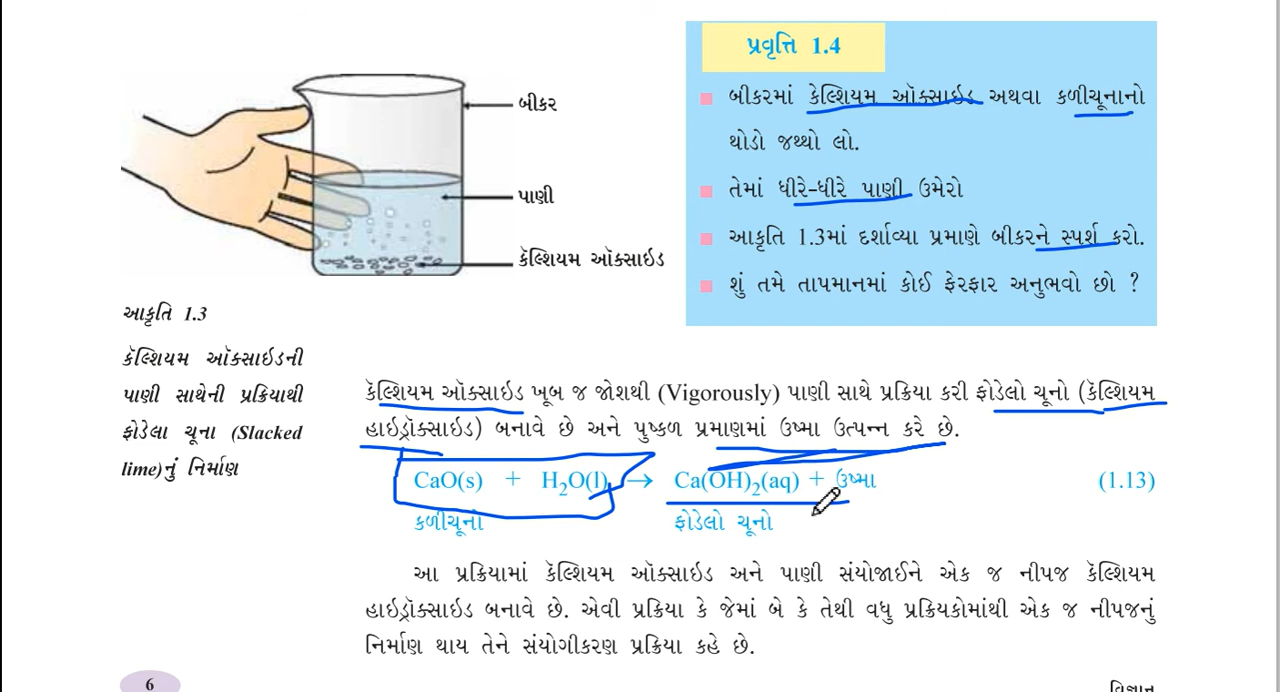 બીકર
પાણી
કૅલ્શિયમ ઑક્સાઇડ
આકૃતિ 1.3
કૅલ્શિયમ ઑક્સાઇડની
પાણી સાથેની પ્રક્રિયાથી
ફોડેલા ચૂના (Slacked
lime)નું નિર્માણ
પ્રવૃત્તિ 1.4
બીકરમાં કેલ્શિયમ ઑક્સાઇડ અથવા કળીચૂનાનો
થોડો જથ્થો લો.
તેમાં ધીરે-ધીરે પાણી ઉમેરો
આકૃતિ 1.3માં દર્શાવ્યા પ્રમાણે બીકરને સ્પર્શ કરો.
શું તમે તાપમાનમાં કોઈ ફેરફાર અનુભવો છો ?
કૅલ્શિયમ ઑક્સાઇડ ખૂબ જ જોશથી (Vigorously) પાણી સાથે પ્રક્રિયા કરી ફોડેલો ચૂનો (કૅલ્શિયમ
હાઇડ્રૉક્સાઇડ) બનાવે છે અને પુષ્કળ પ્રમાણમાં ઉષ્મા ઉત્પન્ન કરે છે.
CaO(s) + H₂O(l) → Ca(OH)₂(aq) + ઉષ્મા (1.13)
કળીચૂનો ફોડેલો ચૂનો
આ પ્રક્રિયામાં કૅલ્શિયમ ઑક્સાઇડ અને પાણી સંયોજાઈને એક જ નીપજ કૅલ્શિયમ
હાઇડ્રૉક્સાઇડ બનાવે છે. એવી પ્રક્રિયા કે જેમાં બે કે તેથી વધુ પ્રક્રિયકોમાંથી એક જ નીપજનું
નિર્માણ થાય તેને સંયોગીકરણ પ્રક્રિયા કહે છે.
6
વિજ્ઞાન